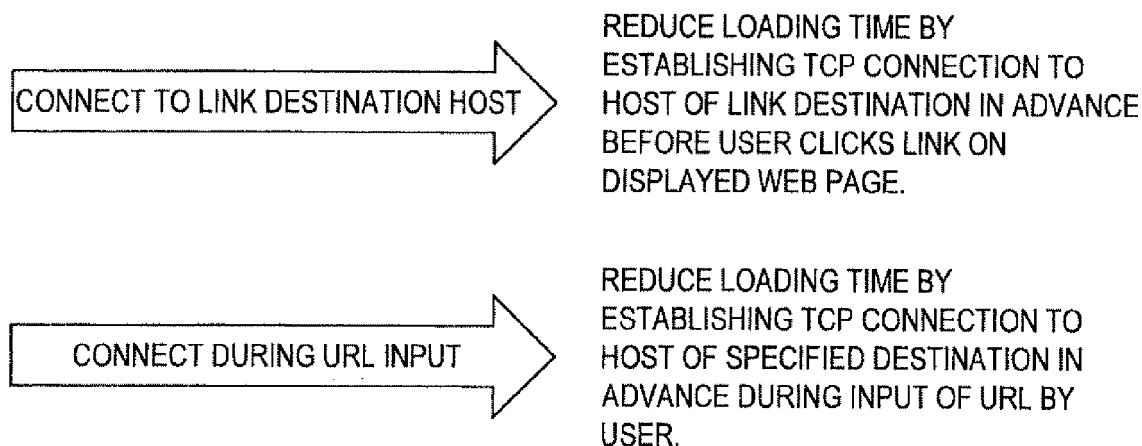 CONNECT TO LINK DESTINATION HOST
REDUCE LOADING TIME BY
ESTABLISHING TCP CONNECTION TO
HOST OF LINK DESTINATION IN ADVANCE
BEFORE USER CLICKS LINK ON
DISPLAYED WEB PAGE.
CONNECT DURING URL INPUT
REDUCE LOADING TIME BY
ESTABLISHING TCP CONNECTION TO
HOST OF SPECIFIED DESTINATION IN
ADVANCE DURING INPUT OF URL BY
USER.